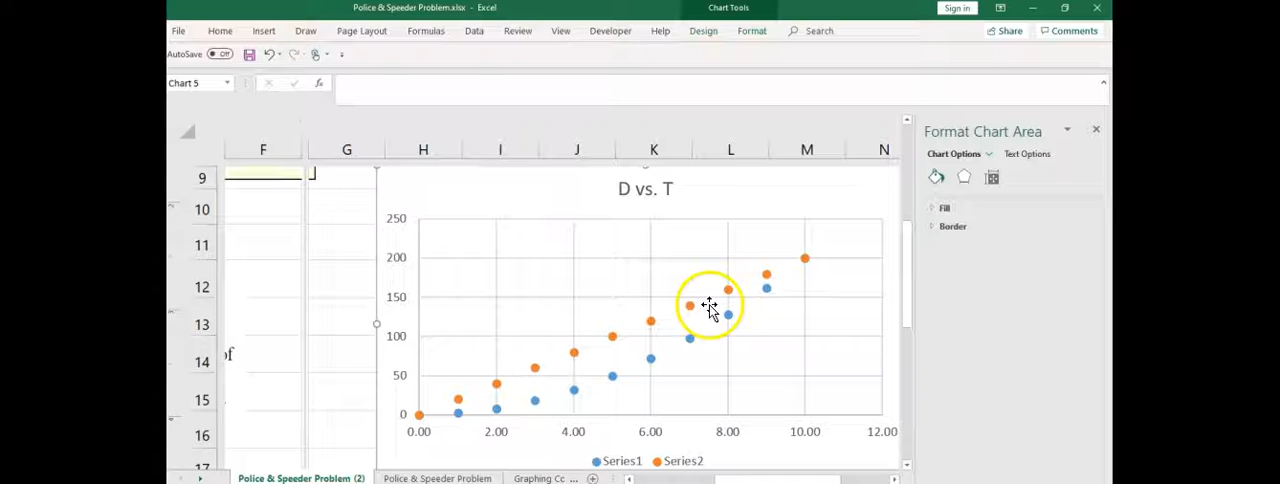 Police & Speeder Problem.xlsx - Excel
Chart Tools
Sign in
File Home Insert Draw Page Layout Formulas Data Review View Developer Help Design Format Search Share Comments
AutoSave Off
Chart 5
fx
Format Chart Area
Chart Options Text Options
Fill
Border
F G H I J K L M N
9
10
11
12
13
14
15
16
17
of
D vs. T
250
200
150
100
50
0
0.00 2.00 4.00 6.00 8.00 10.00 12.00
Series1 Series2
Police & Speeder Problem (2) Police & Speeder Problem Graphing Cc ...